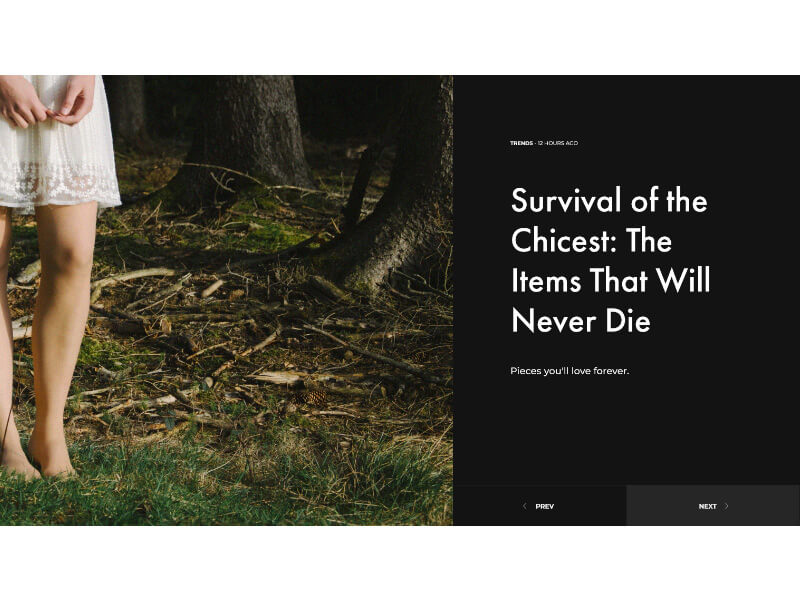 TRENDS - 12 HOURS AGO
Survival of the
Chicest: The
Items That Will
Never Die
Pieces you'll love forever.
PREV
NEXT